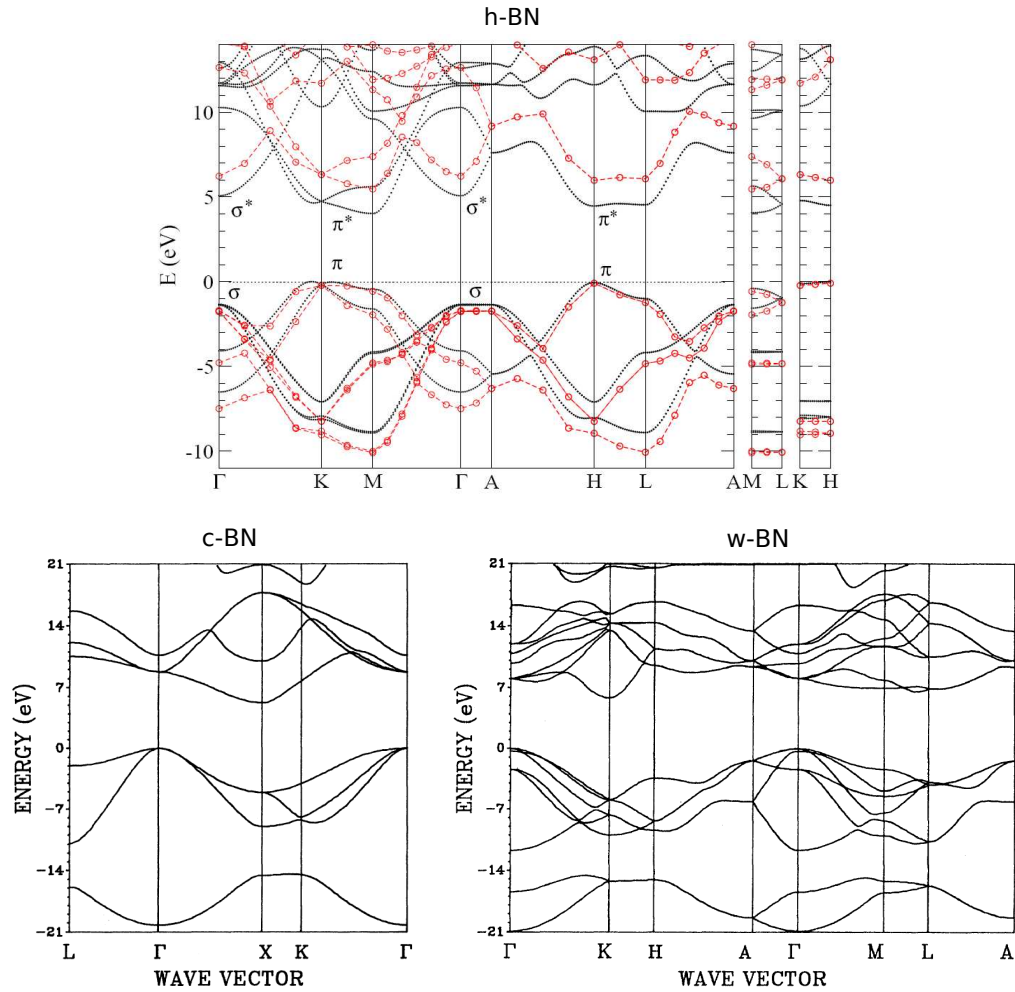 h-BN
E (eV)
10
5
0
-5
-10
σ*
π*
σ*
π*
π
π
σ
σ
Γ K M Γ A H L A M L K H
c-BN
ENERGY (eV)
21
14
7
0
-7
-14
-21
L Γ X K Γ
WAVE VECTOR
w-BN
ENERGY (eV)
21
14
7
0
-7
-14
-21
Γ K H A Γ M L A
WAVE VECTOR